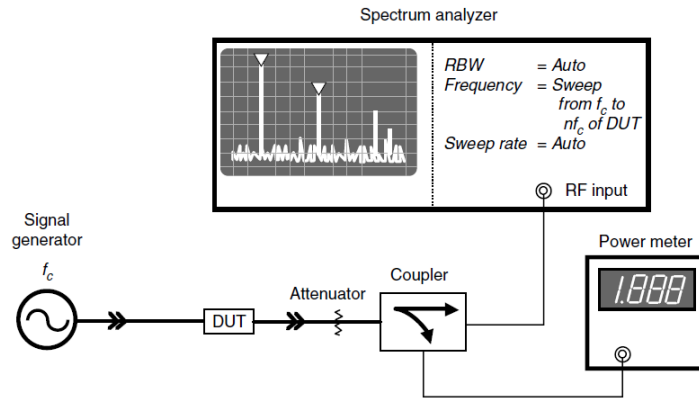 Spectrum analyzer
RBW = Auto
Frequency = Sweep
from fc to
nfc of DUT
Sweep rate = Auto
RF input
Signal
generator
fc
DUT
Attenuator
Coupler
Power meter
1.888